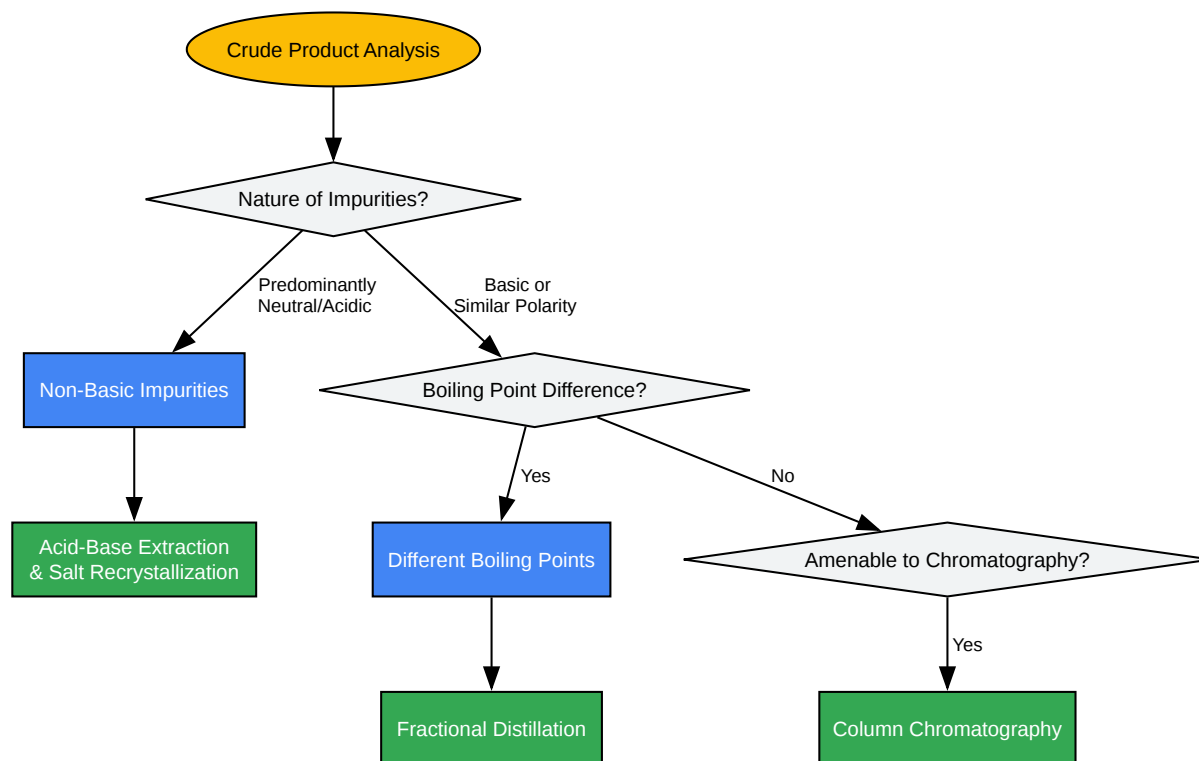 Crude Product Analysis
Nature of Impurities?
Predominantly
Neutral/Acidic
Basic or
Similar Polarity
Non-Basic Impurities
Boiling Point Difference?
Yes
No
Acid-Base Extraction
& Salt Recrystallization
Different Boiling Points
Amenable to Chromatography?
Yes
Fractional Distillation
Column Chromatography